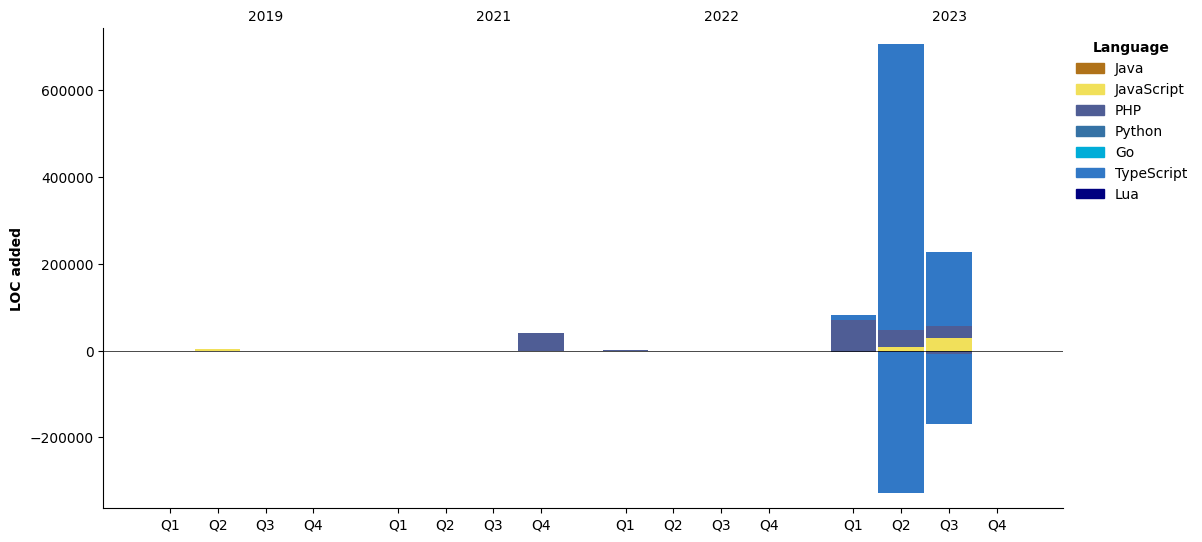 2019 2021 2022 2023
Language
Java
JavaScript
PHP
Python
Go
TypeScript
Lua
LOC added
600000
400000
200000
0
−200000
Q1 Q2 Q3 Q4 Q1 Q2 Q3 Q4 Q1 Q2 Q3 Q4 Q1 Q2 Q3 Q4